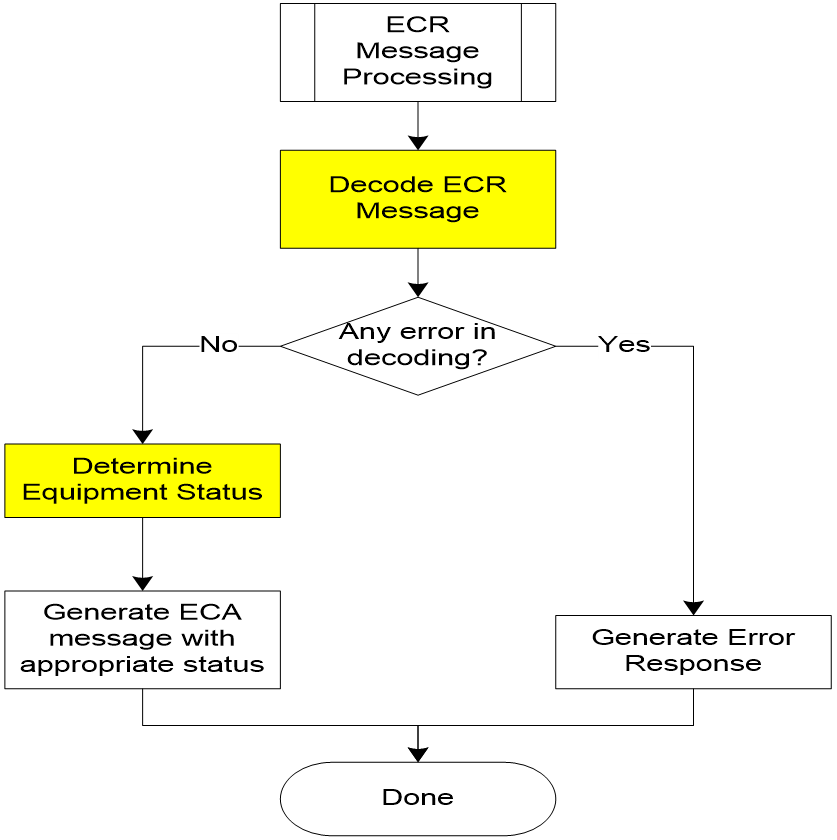 ECR
Message
Processing
Decode ECR
Message
Any error in
decoding?
No
Yes
Determine
Equipment Status
Generate ECA
message with
appropriate status
Generate Error
Response
Done